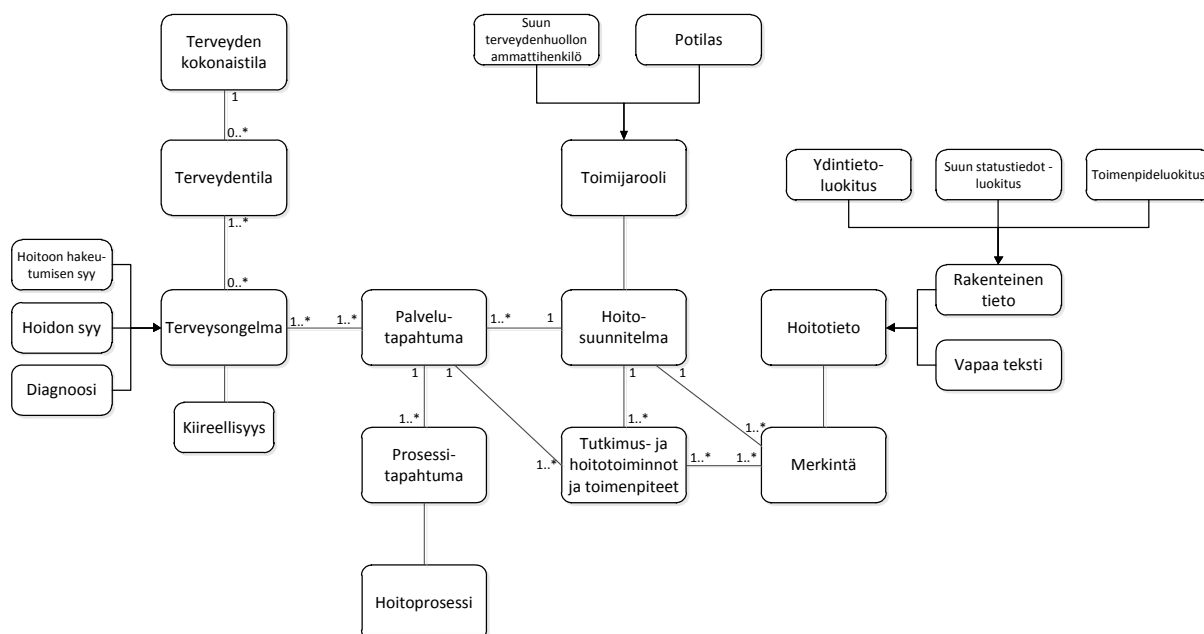 Terveyden
kokonaistila
Suun
terveydenhuollon
ammattihenkilö
Potilas
1
0..*
Terveydentila
Toimijarooli
Ydintieto-
luokitus
Suun statustiedot -
luokitus
Toimenpideluokitus
1..*
0..*
Hoitoon hakeu-
tumisen syy
Hoidon syy
Diagnoosi
Terveysongelma
1..*
1..*
Palvelu-
tapahtuma
1..*
1
Hoito-
suunnitelma
Hoitotieto
Rakenteinen
tieto
Vapaa teksti
Kiireellisyys
1
1
1
1
1..*
1..*
1..*
1..*
Prosessi-
tapahtuma
Tutkimus- ja
hoitotoiminnot
ja toimenpiteet
1..*
1..*
Merkintä
Hoitoprosessi